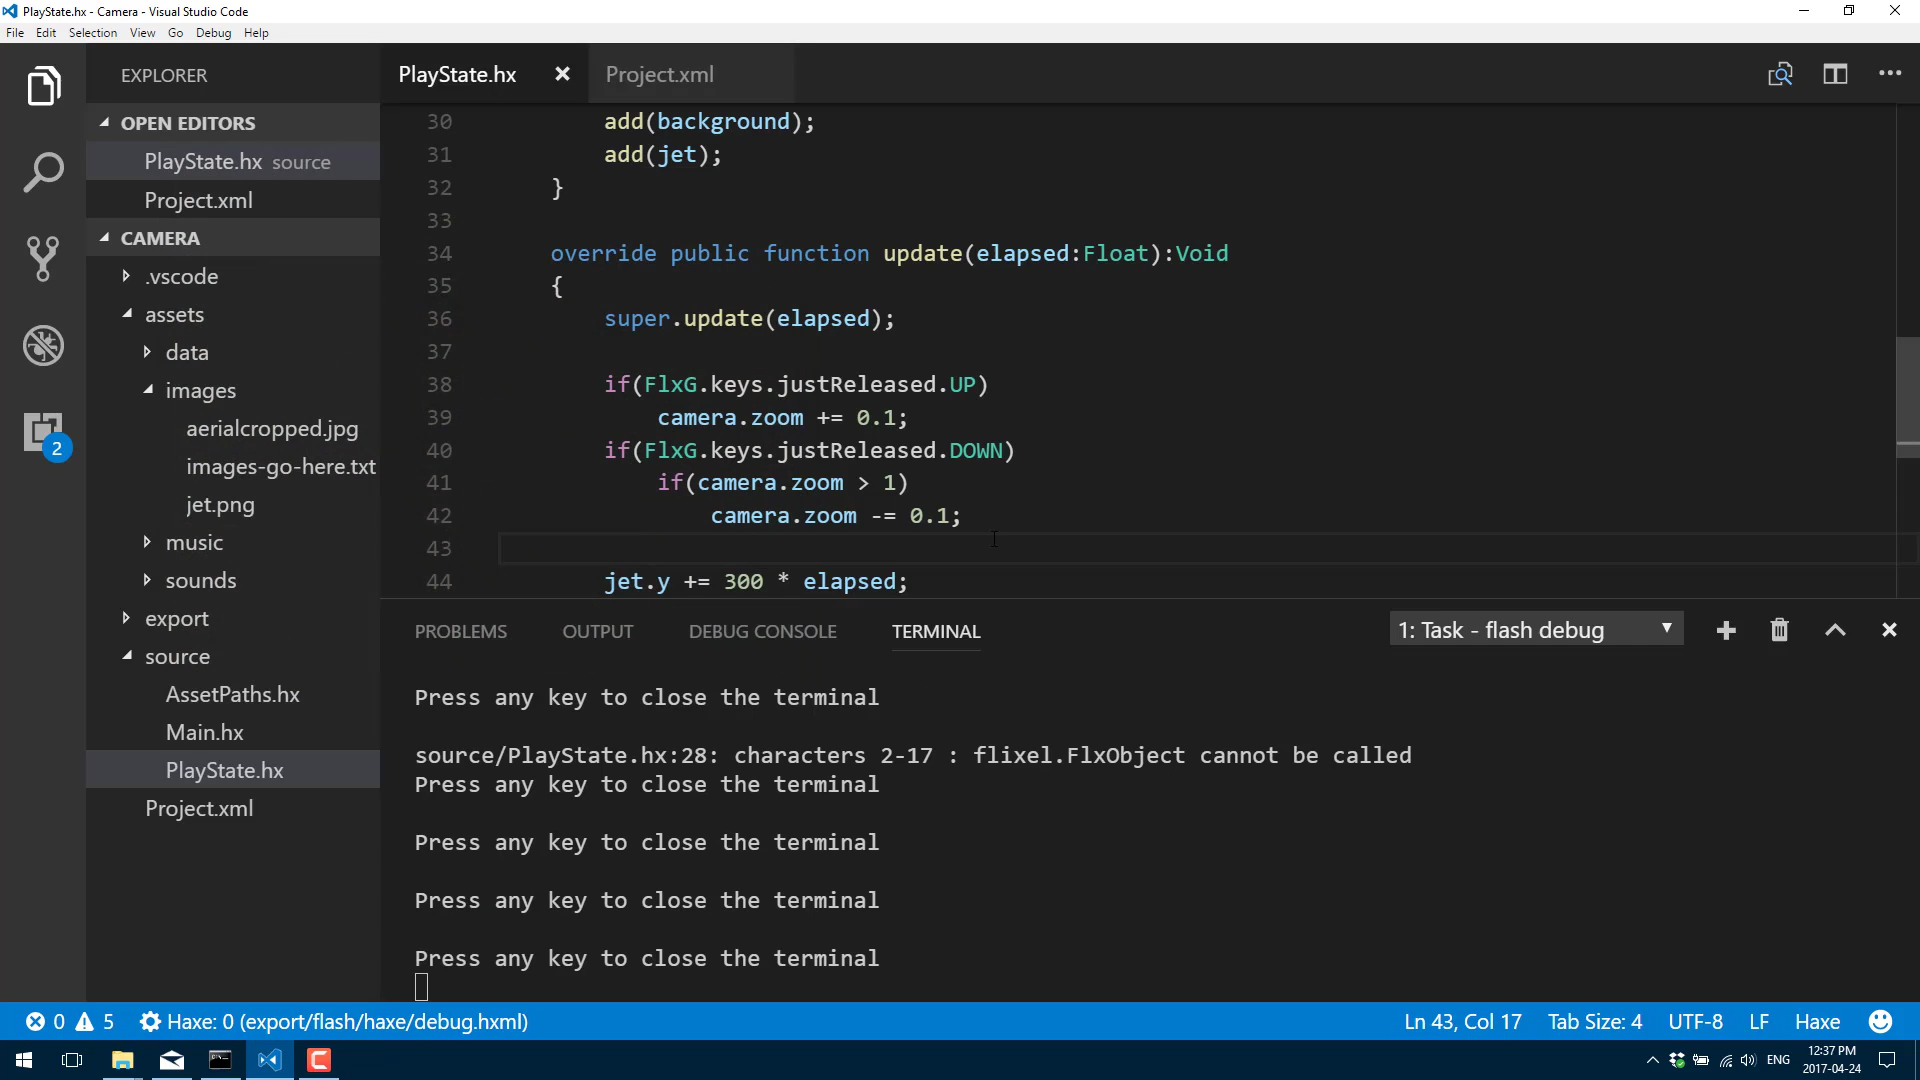 PlayState.hx - Camera - Visual Studio Code
File Edit Selection View Go Debug Help
EXPLORER
OPEN EDITORS
PlayState.hx source
Project.xml
CAMERA
.vscode
assets
data
images
aerialcropped.jpg
images-go-here.txt
jet.png
music
sounds
export
source
AssetPaths.hx
Main.hx
PlayState.hx
Project.xml
2
PlayState.hx Project.xml
30 add(background);
31 add(jet);
32 }
33
34 override public function update(elapsed:Float):Void
35 {
36 super.update(elapsed);
37
38 if(FlxG.keys.justReleased.UP)
39 camera.zoom += 0.1;
40 if(FlxG.keys.justReleased.DOWN)
41 if(camera.zoom > 1)
42 camera.zoom -= 0.1;
43
44 jet.y += 300 * elapsed;
PROBLEMS OUTPUT DEBUG CONSOLE TERMINAL 1: Task - flash debug
Press any key to close the terminal
source/PlayState.hx:28: characters 2-17 : flixel.FlxObject cannot be called
Press any key to close the terminal
Press any key to close the terminal
Press any key to close the terminal
Press any key to close the terminal
0 5 Haxe: 0 (export/flash/haxe/debug.hxml) Ln 43, Col 17 Tab Size: 4 UTF-8 LF Haxe
ENG 12:37 PM
2017-04-24